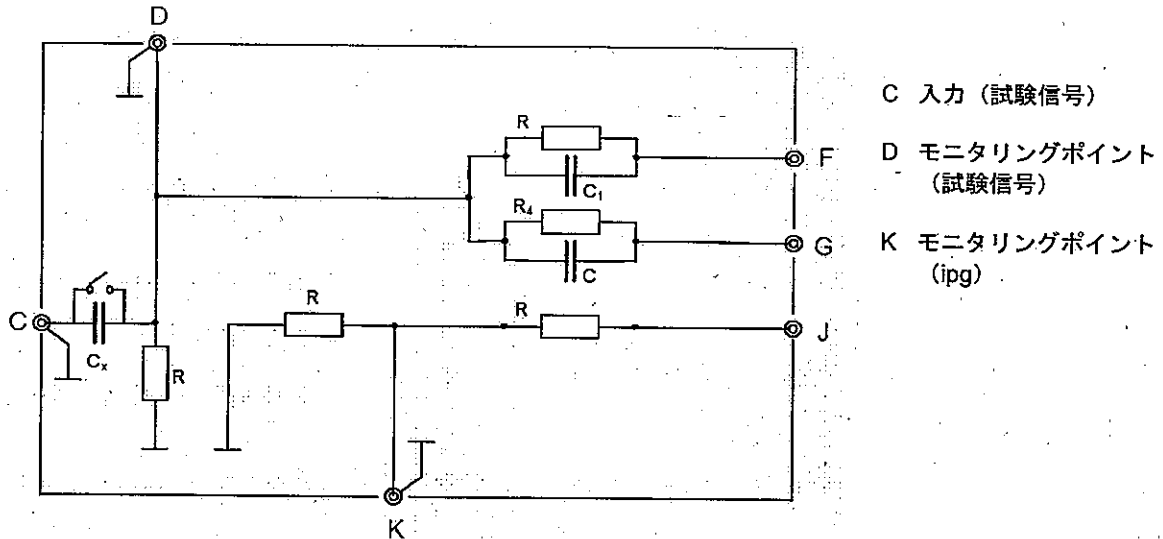 D
C 入力（試験信号）
R
F
D モニタリングポイント
（試験信号）
C₁
R₄
G
K モニタリングポイント
（ipg）
C
R
R
C
J
Cₓ
R
K